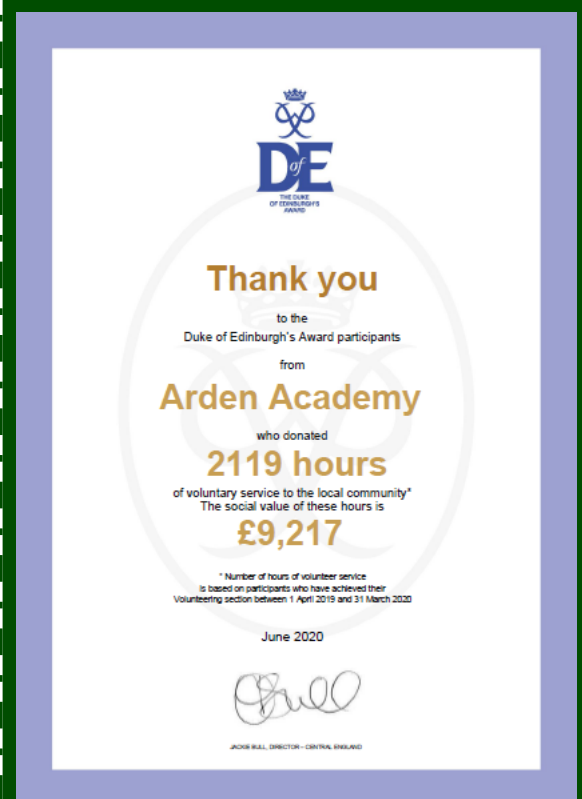 DofE
THE DUKE
OF EDINBURGH'S
AWARD
Thank you
to the
Duke of Edinburgh's Award participants
from
Arden Academy
who donated
2119 hours
of voluntary service to the local community*
The social value of these hours is
£9,217
* Number of hours of volunteer service
is based on participants who have achieved their
Volunteering section between 1 April 2019 and 31 March 2020
June 2020
JBull
JACKIE BULL, DIRECTOR – CENTRAL ENGLAND